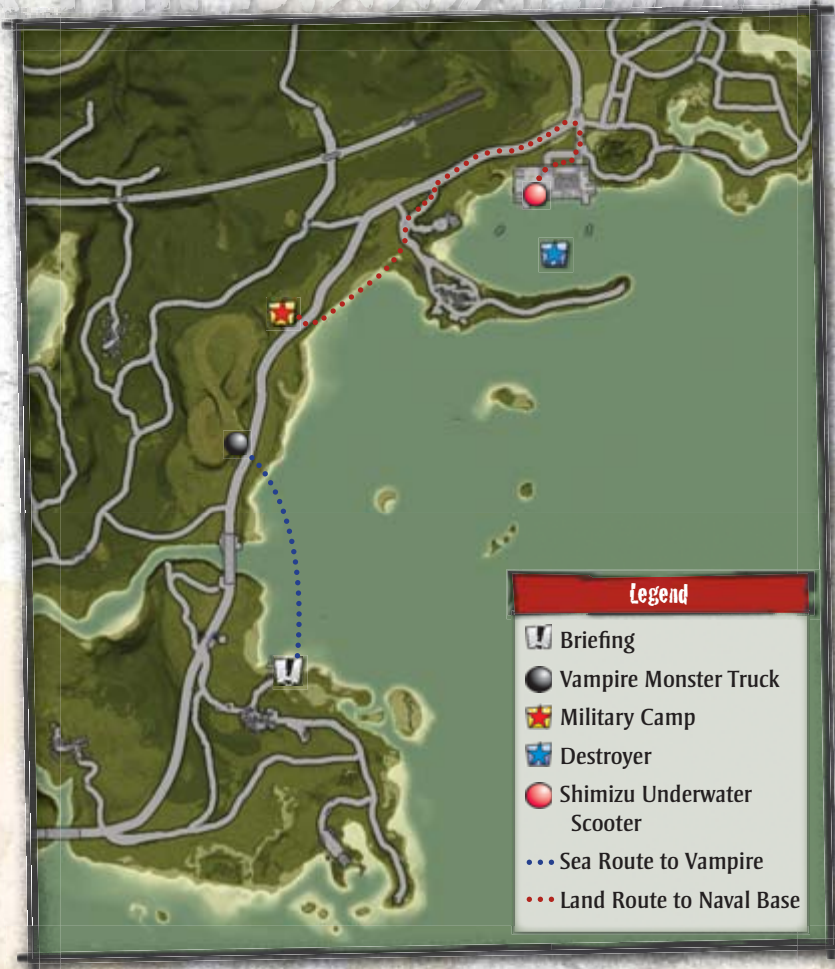 Legend
Briefing
Vampire Monster Truck
Military Camp
Destroyer
Shimizu Underwater
Scooter
Sea Route to Vampire
Land Route to Naval Base